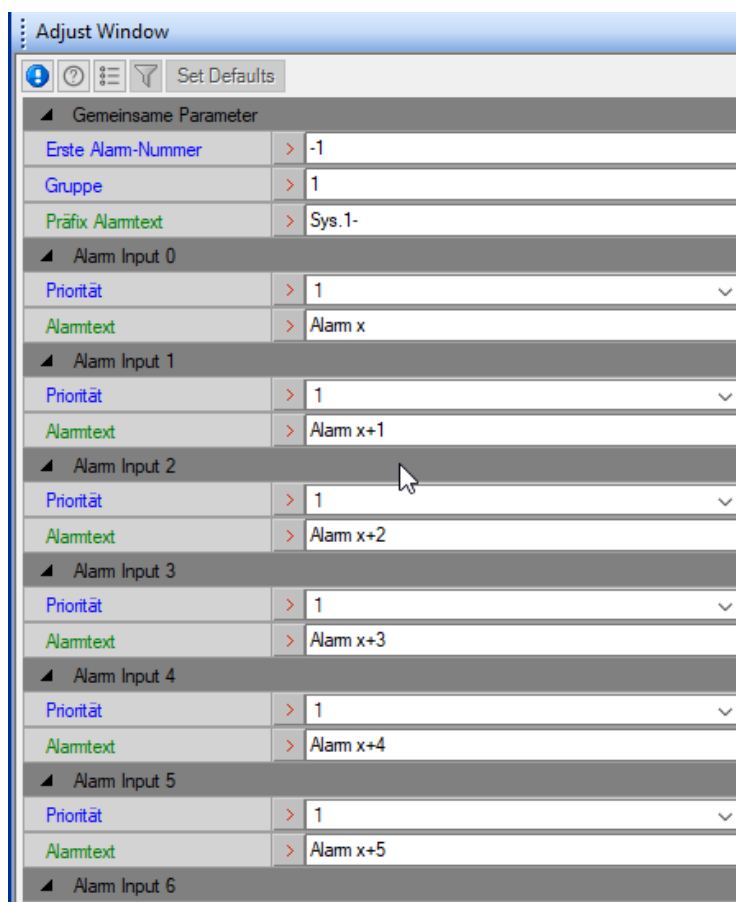 Adjust Window
Set Defaults
Gemeinsame Parameter
Erste Alarm-Nummer > -1
Gruppe > 1
Präfix Alarmtext > Sys.1-
Alarm Input 0
Priorität > 1
Alarmtext > Alarm x
Alarm Input 1
Priorität > 1
Alarmtext > Alarm x+1
Alarm Input 2
Priorität > 1
Alarmtext > Alarm x+2
Alarm Input 3
Priorität > 1
Alarmtext > Alarm x+3
Alarm Input 4
Priorität > 1
Alarmtext > Alarm x+4
Alarm Input 5
Priorität > 1
Alarmtext > Alarm x+5
Alarm Input 6